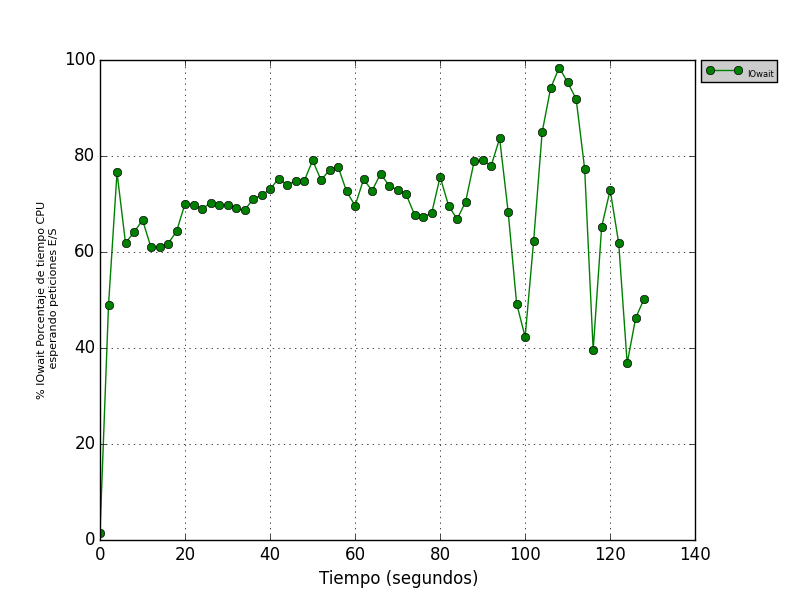 100
80
60
40
20
0
% IOwait Porcentaje de tiempo CPU
esperando peticiones E/S
0 20 40 60 80 100 120 140
Tiempo (segundos)
IOwait